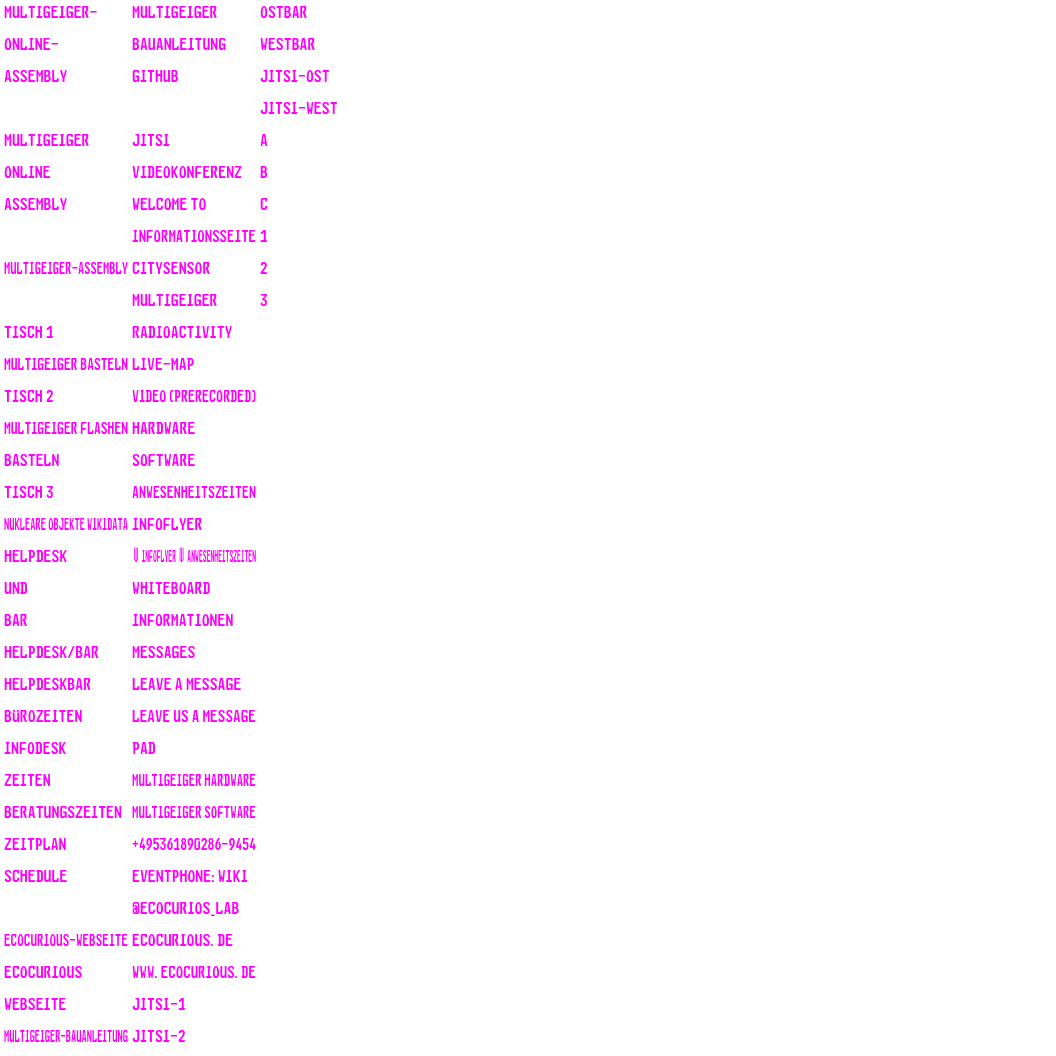 MULTIGEIGER-
ONLINE-
ASSEMBLY
MULTIGEIGER
ONLINE
ASSEMBLY
MULTIGEIGER-ASSEMBLY
TISCH 1
MULTIGEIGER BASTELN
TISCH 2
MULTIGEIGER FLASHEN
BASTELN
TISCH 3
NUKLEARE OBJEKTE WIKIDATA
HELPDESK
UND
BAR
HELPDESK/BAR
HELPDESKBAR
BÜROZEITEN
INFODESK
ZEITEN
BERATUNGSZEITEN
ZEITPLAN
SCHEDULE
ECOCURIOUS-WEBSEITE
ECOCURIOUS
WEBSEITE
MULTIGEIGER-BAUANLEITUNG
MULTIGEIGER
BAUANLEITUNG
GITHUB
JITSI
VIDEOKONFERENZ
WELCOME TO
INFORMATIONSSEITE
CITYSENSOR
MULTIGEIGER
RADIOACTIVITY
LIVE-MAP
VIDEO (PRERECORDED)
HARDWARE
SOFTWARE
ANWESENHEITSZEITEN
INFOFLYER
⇓ INFOFLYER ⇓ ANWESENHEITSZEITEN
WHITEBOARD
INFORMATIONEN
MESSAGES
LEAVE A MESSAGE
LEAVE US A MESSAGE
PAD
MULTIGEIGER HARDWARE
MULTIGEIGER SOFTWARE
+495361890286-9454
EVENTPHONE: WIKI
@ECOCURIOS_LAB
ECOCURIOUS. DE
WWW. ECOCURIOUS. DE
JITSI-1
JITSI-2
OSTBAR
WESTBAR
JITSI-OST
JITSI-WEST
A
B
C
1
2
3